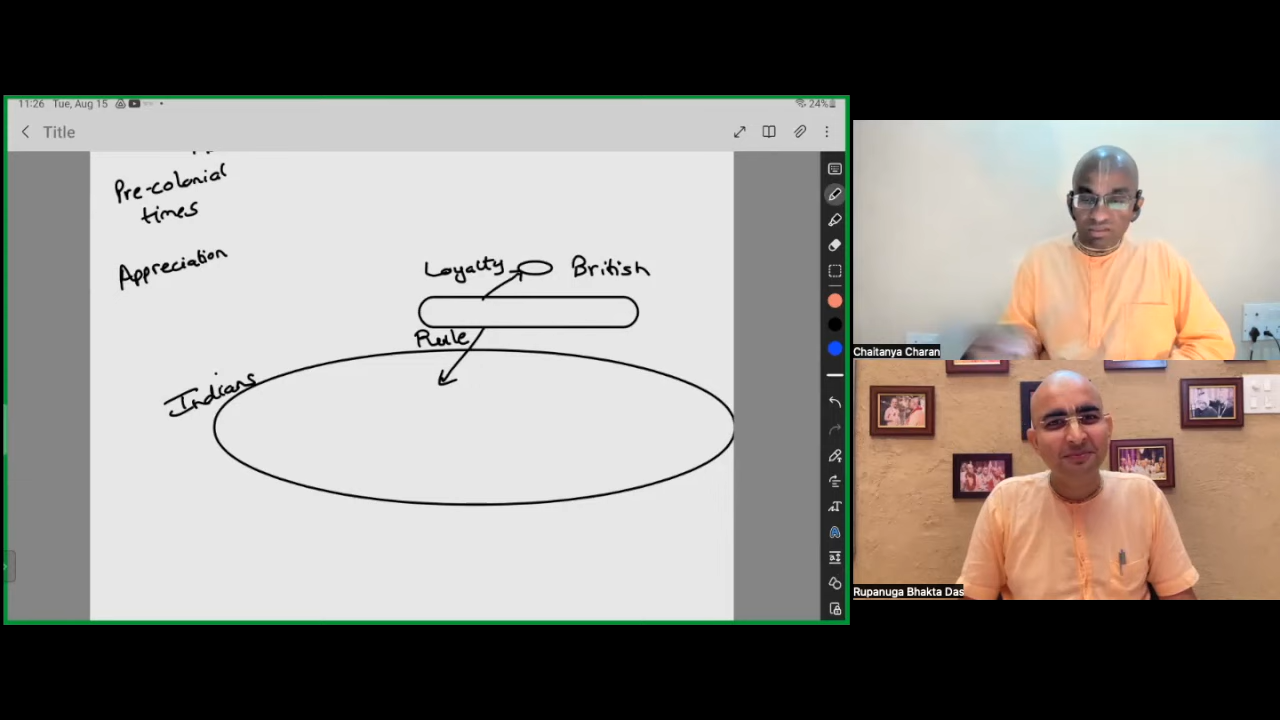 11:26 Tue, Aug 15
24%
Title
Pre-colonial
times
Appreciation
Loyalty
British
Rule
Indians
Chaitanya Charan
Rupanuga Bhakta Das